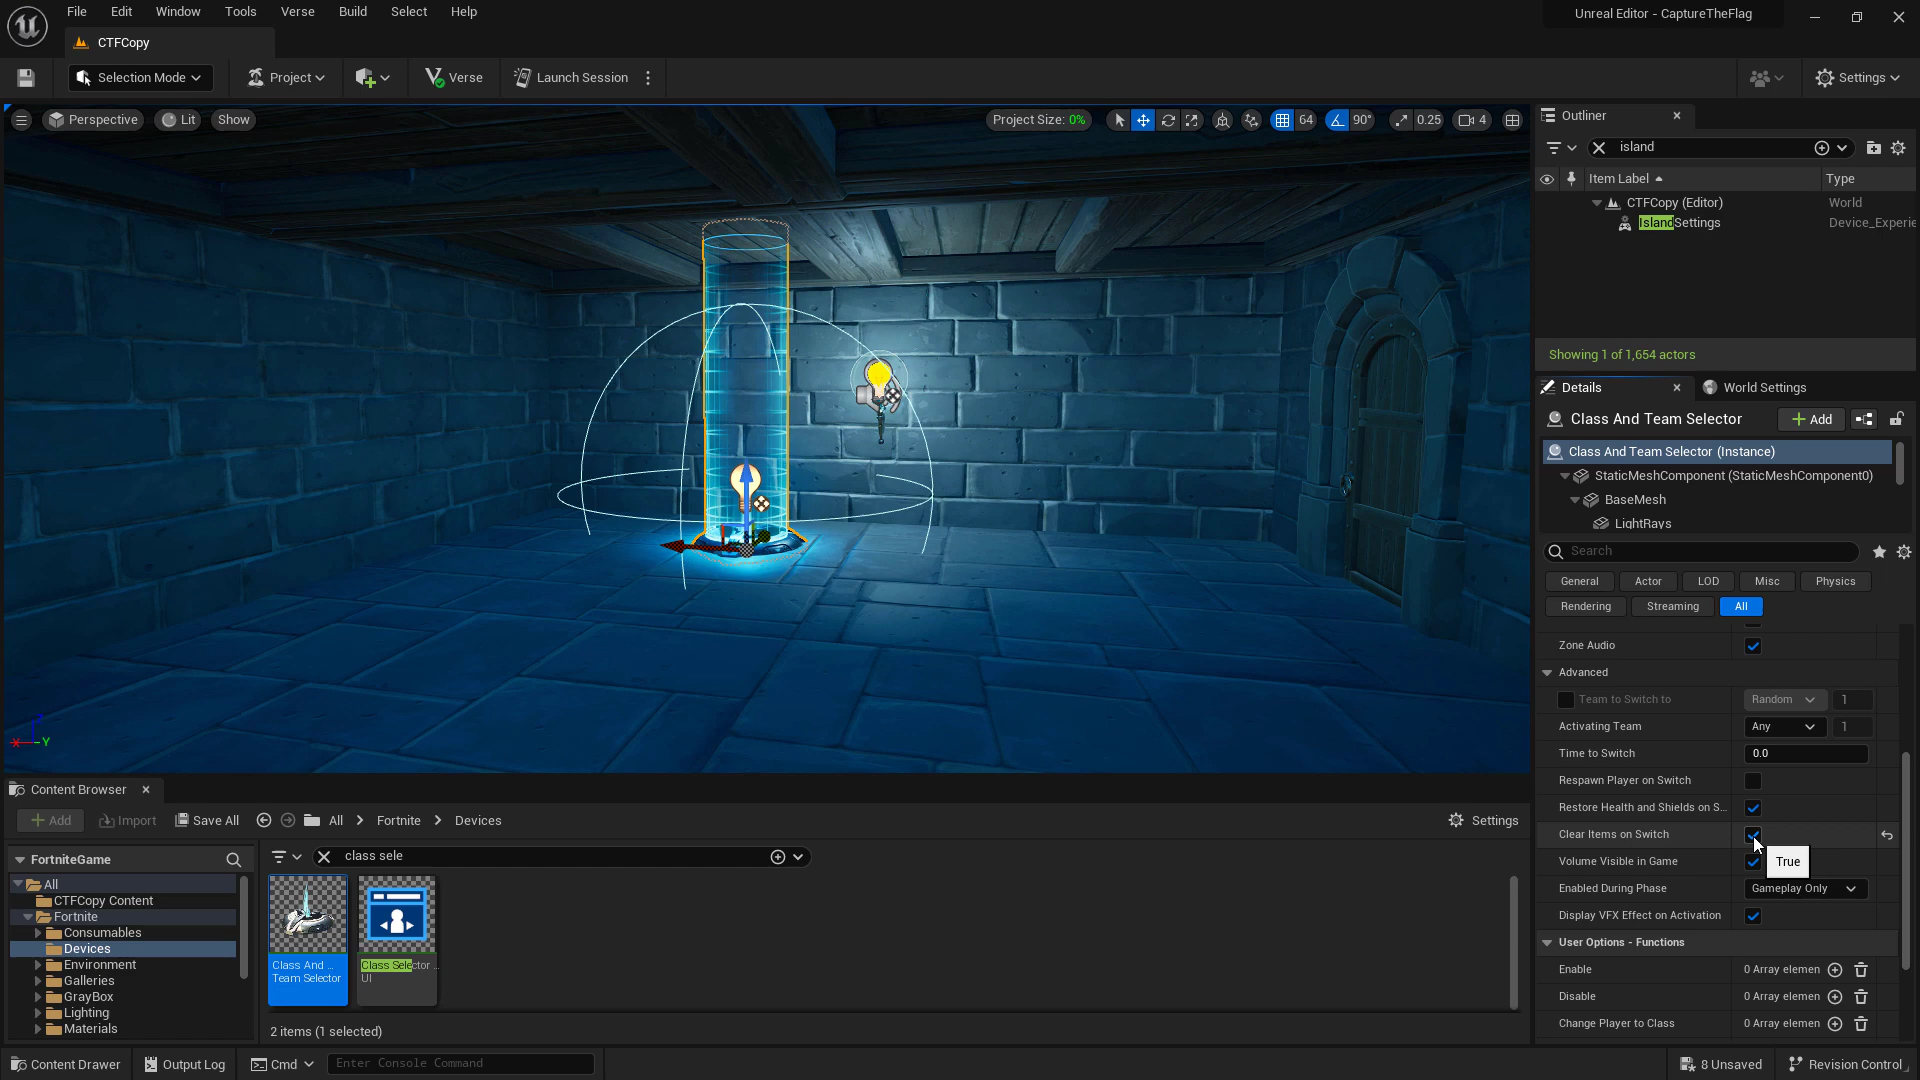 File Edit Window Tools Verse Build Select Help
Unreal Editor - CaptureTheFlag
CTFCopy
Selection Mode
Project
Verse
Launch Session
Settings
Perspective
Lit
Show
Project Size: 0%
64
90°
0.25
4
Outliner
island
Item Label
Type
CTFCopy (Editor)
World
IslandSettings
Device_Experie
Showing 1 of 1,654 actors
Details
World Settings
Class And Team Selector
Add
Class And Team Selector (Instance)
StaticMeshComponent (StaticMeshComponent0)
BaseMesh
LightRays
Search
General
Actor
LOD
Misc
Physics
Rendering
Streaming
All
Zone Audio
Advanced
Team to Switch to
Random
1
Activating Team
Any
1
Time to Switch
0.0
Respawn Player on Switch
Restore Health and Shields on S...
Clear Items on Switch
Volume Visible in Game
True
Enabled During Phase
Gameplay Only
Display VFX Effect on Activation
User Options - Functions
Enable
0 Array elemen
Disable
0 Array elemen
Change Player to Class
0 Array elemen
X
Y
Content Browser
Add
Import
Save All
All
Fortnite
Devices
Settings
FortniteGame
All
CTFCopy Content
Fortnite
Consumables
Devices
Environment
Galleries
GrayBox
Lighting
Materials
class sele
Class And ...
Team Selector
Class Selector ...
UI
2 items (1 selected)
Content Drawer
Output Log
Cmd
Enter Console Command
8 Unsaved
Revision Control